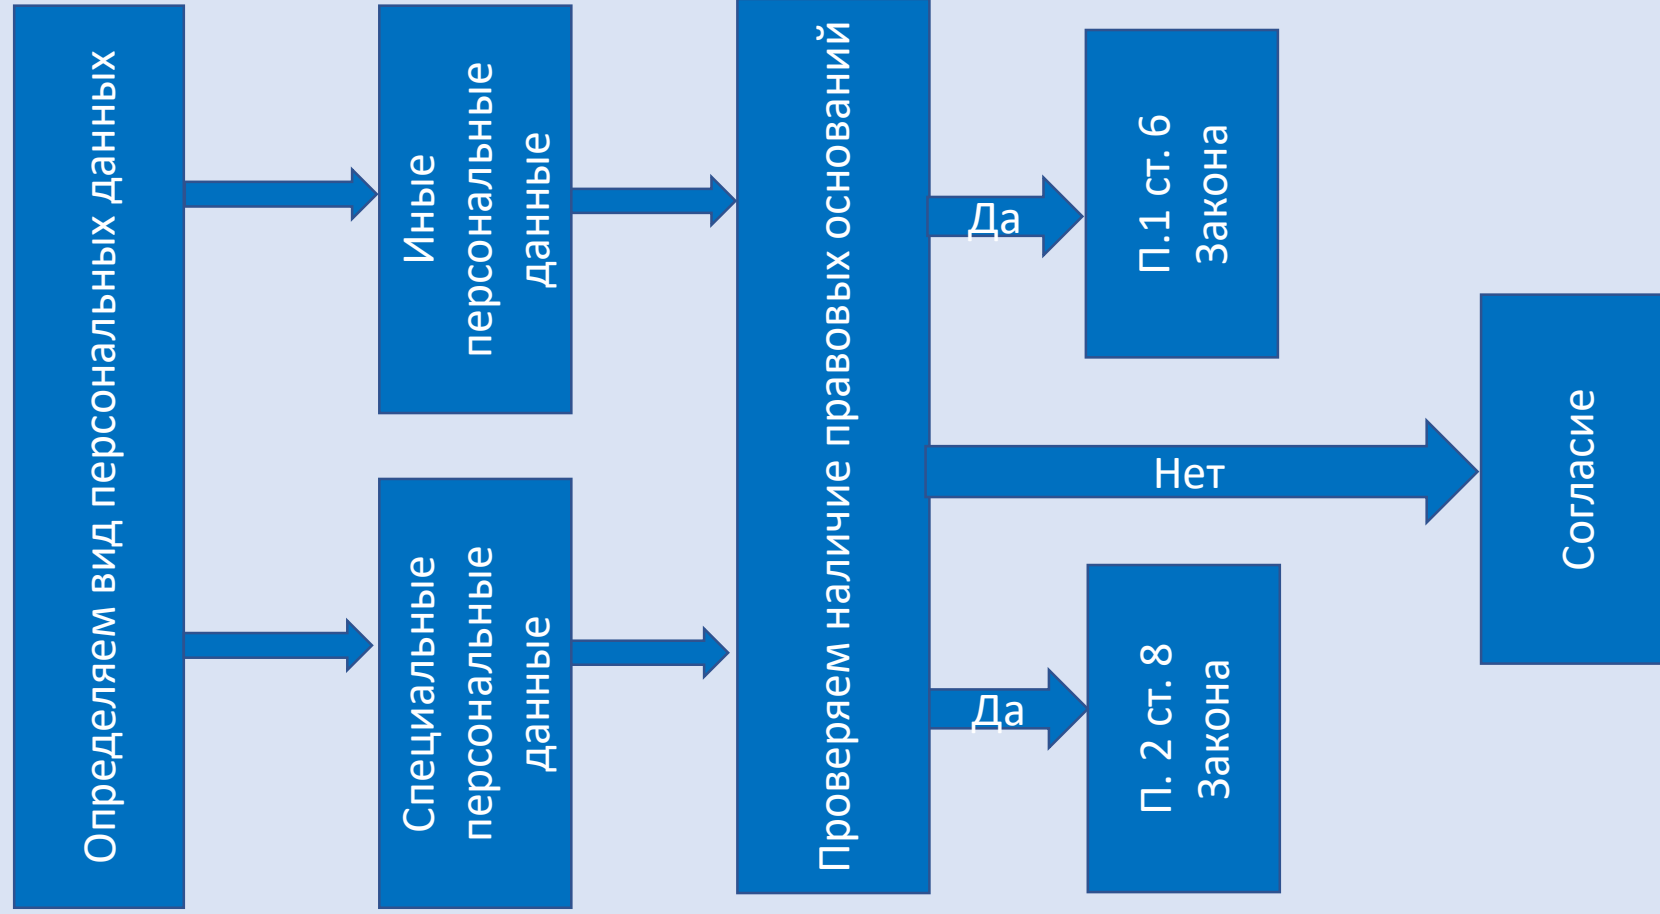 Определяем вид персональных данных
Иные
персональные
данные
Специальные
персональные
данные
Проверяем наличие правовых оснований
Да
П.1 ст. 6
Закона
Нет
Согласие
Да
П. 2 ст. 8
Закона